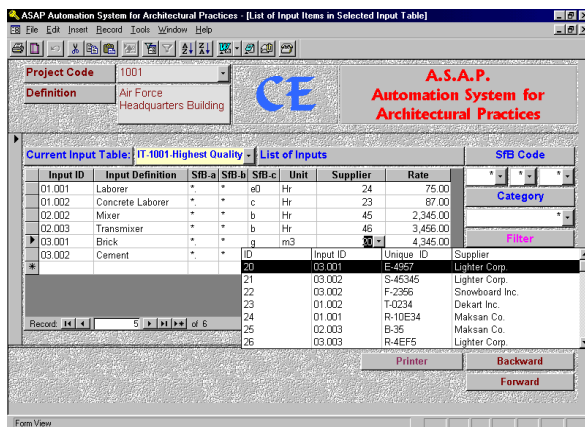 ASAP Automation System for Architectural Practices - [List of Input Items in Selected Input Table]
File Edit Insert Record Tools Window Help
Project Code 1001
Definition Air Force Headquarters Building
CE
A.S.A.P.
Automation System for
Architectural Practices
Current Input Table: IT-1001-Highest Quality List of Inputs SfB Code
Input ID Input Definition SfB-a SfB-b SfB-c Unit Supplier Rate * * *
01.001 Laborer *. * e0 Hr 24 75.00
Category
01.002 Concrete Laborer *. * c Hr 23 87.00
02.002 Mixer *. * b Hr 45 2,345.00 *
02.003 Transmixer *. * b Hr 46 3,456.00
Filter
03.001 Brick *. * g m3 20 4,345.00
03.002 Cement *. *
ID Input ID Unique ID Supplier
20 03.001 E-4957 Lighter Corp.
21 03.002 S-45345 Lighter Corp.
22 03.002 F-2356 Snowboard Inc.
23 01.002 T-0234 Dekart Inc.
24 01.001 R-10E34 Maksan Co.
25 02.003 B-35 Maksan Co.
26 03.003 R-4EF5 Lighter Corp.
Record: 5 of 6
Printer Backward
Forward
Form View